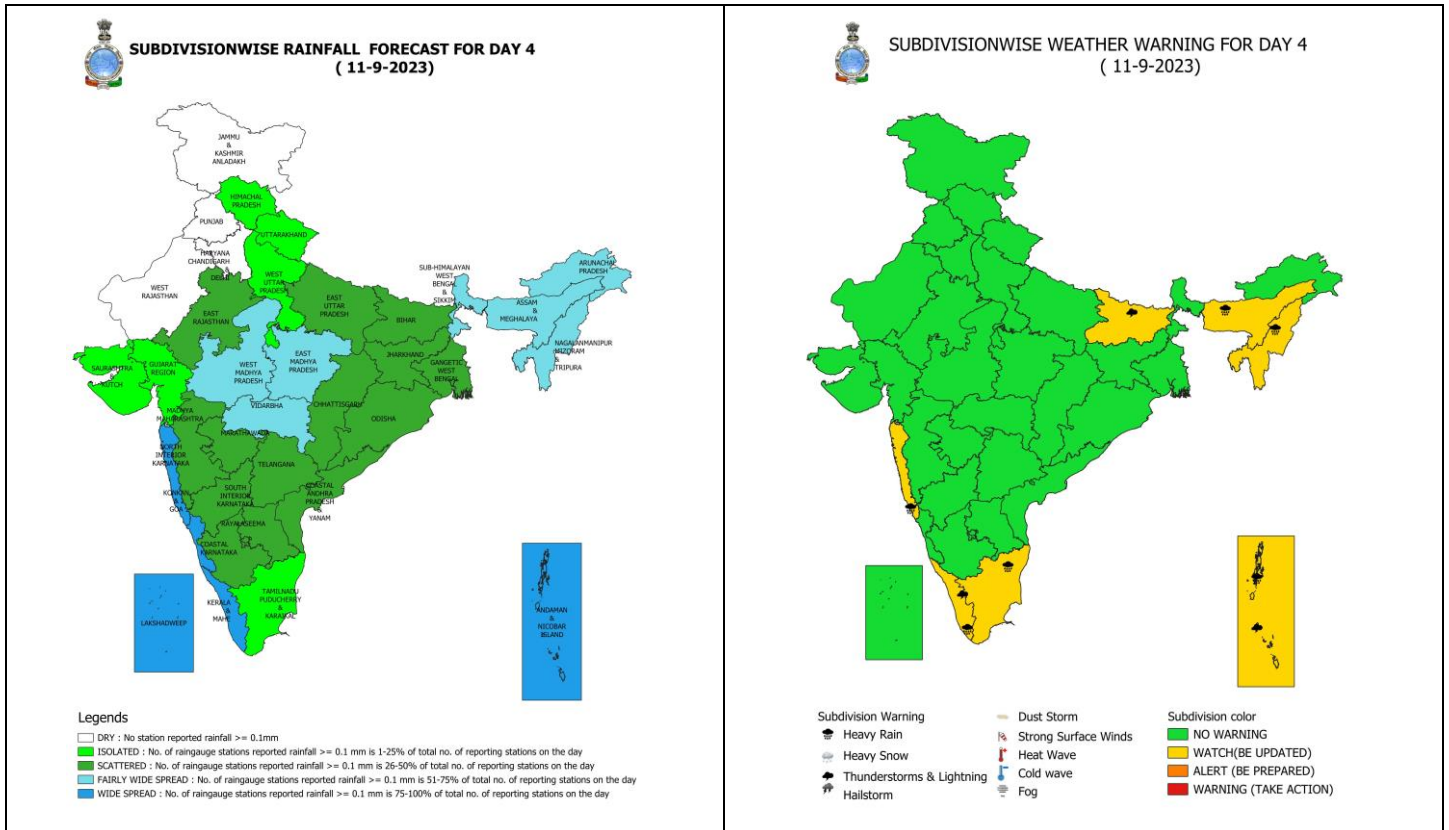 SUBDIVISIONWISE RAINFALL FORECAST FOR DAY 4
( 11-9-2023)
JAMMU
&
KASHMIR
ANLADAKH
HIMACHAL
PRADESH
PUNJAB
UTTARAKHAND
HARYANA
CHANDIGARH
&
DELHI
WEST
UTTAR
PRADESH
WEST
RAJASTHAN
SUB-HIMALAYAN
WEST
BENGAL
&
SIKKIM
ARUNACHAL
PRADESH
EAST
UTTAR
PRADESH
ASSAM
&
MEGHALAYA
EAST
RAJASTHAN
BIHAR
NAGALANMANIPUR
MIZORAM
&
TRIPURA
JHARKHAND
EAST
MADHYA
PRADESH
GANGETIC
WEST
BENGAL
WEST
MADHYA
PRADESH
GUJARAT
REGION
SAURASHTRA
&
KUTCH
VIDARBHA
CHHATTISGARH
ODISHA
MADHYA
MAHARASHTRA
MARATHAWADA
NORTH
INTERIOR
KARNATAKA
TELANGANA
KONKAN
&
GOA
SOUTH
INTERIOR
KARNATAKA
COASTAL
ANDHRA
PRADESH
&
YANAM
RAYALASEEMA
COASTAL
KARNATAKA
TAMILNADU
PUDUCHERRY
&
KARAIKAL
KERALA
&
MAHE
LAKSHADWEEP
ANDAMAN
&
NICOBAR
ISLAND
Legends
DRY : No station reported rainfall >= 0.1mm
ISOLATED : No. of raingauge stations reported rainfall >= 0.1 mm is 1-25% of total no. of reporting stations on the day
SCATTERED : No. of raingauge stations reported rainfall >= 0.1 mm is 26-50% of total no. of reporting stations on the day
FAIRLY WIDE SPREAD : No. of raingauge stations reported rainfall >= 0.1 mm is 51-75% of total no. of reporting stations on the day
WIDE SPREAD : No. of raingauge stations reported rainfall >= 0.1 mm is 75-100% of total no. of reporting stations on the day
SUBDIVISIONWISE WEATHER WARNING FOR DAY 4
( 11-9-2023)
Subdivision Warning
Heavy Rain
Heavy Snow
Thunderstorms & Lightning
Hailstorm
Dust Storm
Strong Surface Winds
Heat Wave
Cold wave
Fog
Subdivision color
NO WARNING
WATCH(BE UPDATED)
ALERT (BE PREPARED)
WARNING (TAKE ACTION)